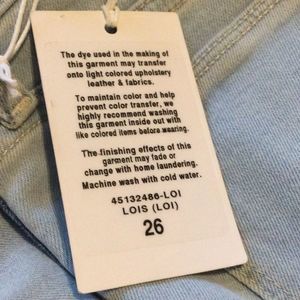 The dye used in the making of
this garment may transfer
onto light colored upholstery
leather & fabrics.
To maintain color and help
prevent color transfer, we
highly recommend washing
this garment inside out with
like colored items before wearing.
The finishing effects of this
garment may fade or
change with home laundering.
Machine wash with cold water.
45132486-LOI
LOIS (LOI)
26